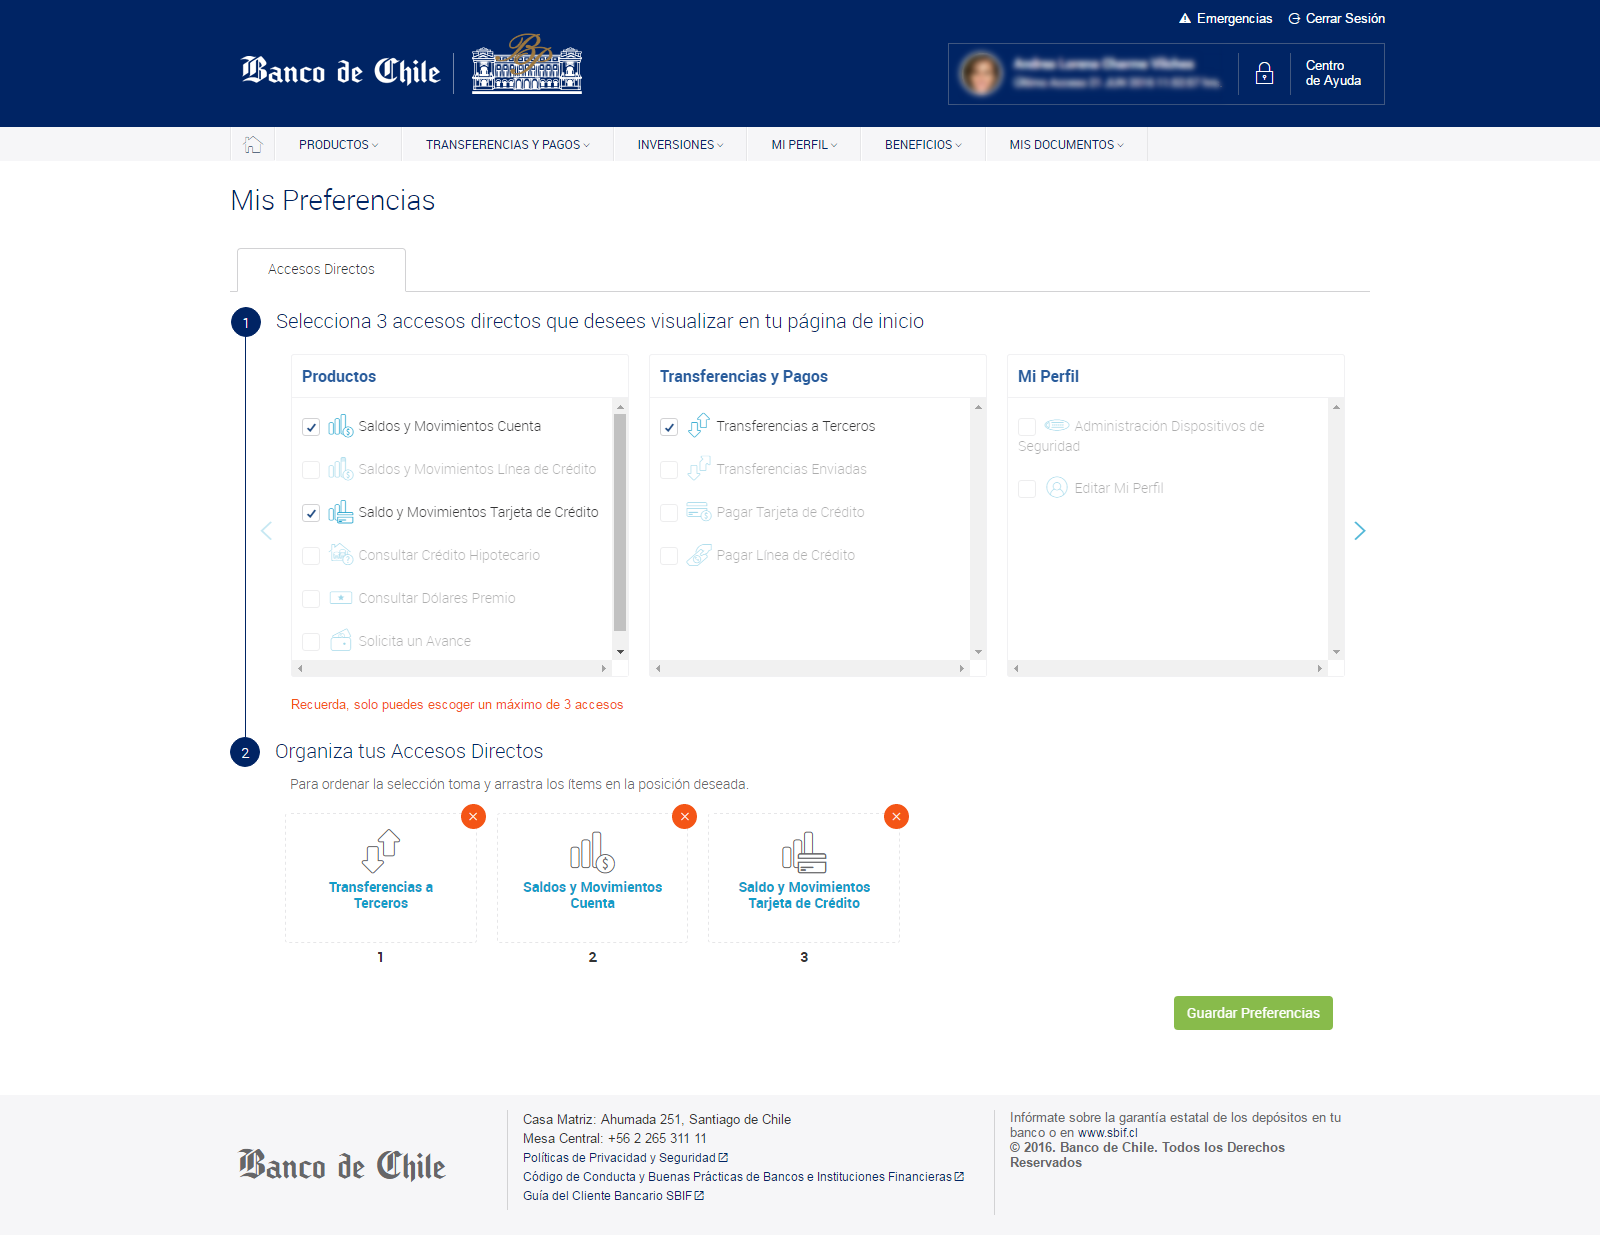 Emergencias
Cerrar Sesión
Banco de Chile
Centro
de Ayuda
PRODUCTOS
TRANSFERENCIAS Y PAGOS
INVERSIONES
MI PERFIL
BENEFICIOS
MIS DOCUMENTOS
Mis Preferencias
Accesos Directos
1
Selecciona 3 accesos directos que desees visualizar en tu página de inicio
Productos
Saldos y Movimientos Cuenta
Saldos y Movimientos Línea de Crédito
Saldo y Movimientos Tarjeta de Crédito
Consultar Crédito Hipotecario
Consultar Dólares Premio
Solicita un Avance
Transferencias y Pagos
Transferencias a Terceros
Transferencias Enviadas
Pagar Tarjeta de Crédito
Pagar Línea de Crédito
Mi Perfil
Administración Dispositivos de
Seguridad
Editar Mi Perfil
Recuerda, solo puedes escoger un máximo de 3 accesos
2
Organiza tus Accesos Directos
Para ordenar la selección toma y arrastra los ítems en la posición deseada.
Transferencias a
Terceros
1
Saldos y Movimientos
Cuenta
2
Saldo y Movimientos
Tarjeta de Crédito
3
Guardar Preferencias
Banco de Chile
Casa Matriz: Ahumada 251, Santiago de Chile
Mesa Central: +56 2 265 311 11
Políticas de Privacidad y Seguridad
Código de Conducta y Buenas Prácticas de Bancos e Instituciones Financieras
Guía del Cliente Bancario SBIF
Infórmate sobre la garantía estatal de los depósitos en tu
banco o en www.sbif.cl
© 2016. Banco de Chile. Todos los Derechos
Reservados